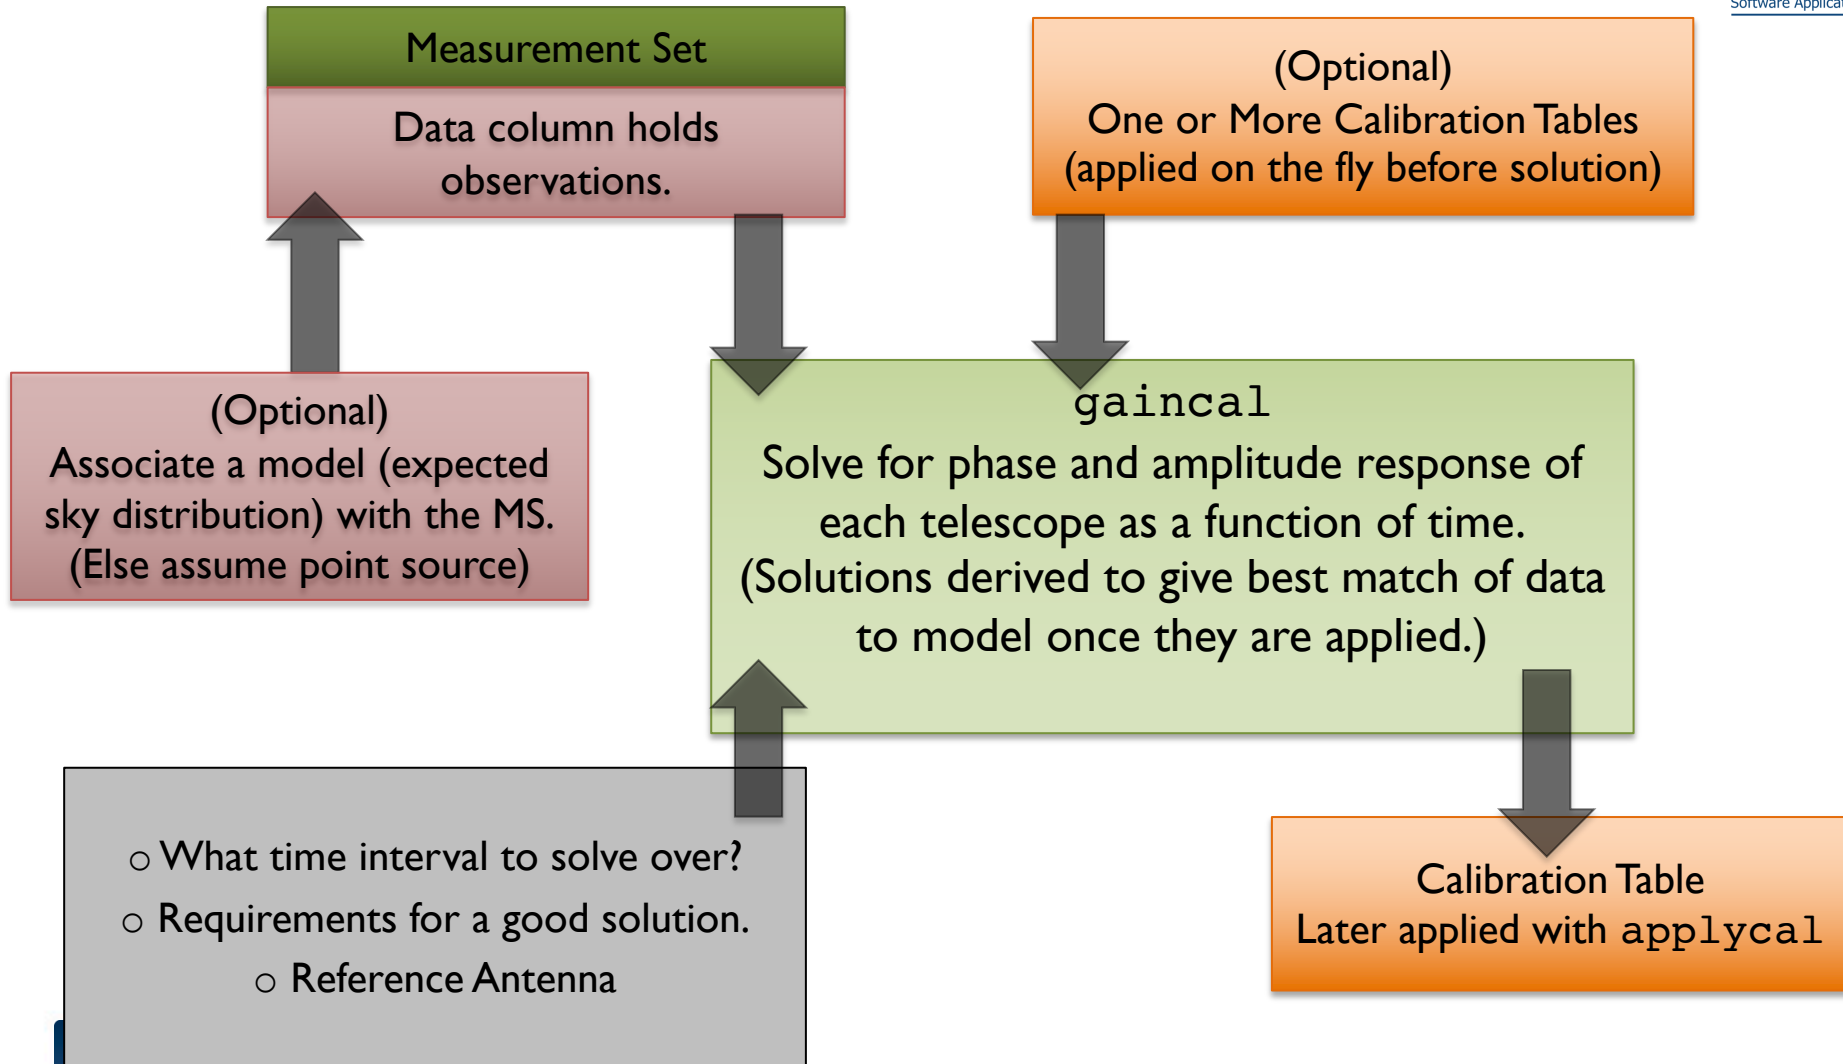 Software Applicat
Measurement Set
Data column holds
observations.
(Optional)
One or More Calibration Tables
(applied on the fly before solution)
(Optional)
Associate a model (expected
sky distribution) with the MS.
(Else assume point source)
gaincal
Solve for phase and amplitude response of
each telescope as a function of time.
(Solutions derived to give best match of data
to model once they are applied.)
o What time interval to solve over?
o Requirements for a good solution.
o Reference Antenna
Calibration Table
Later applied with applycal